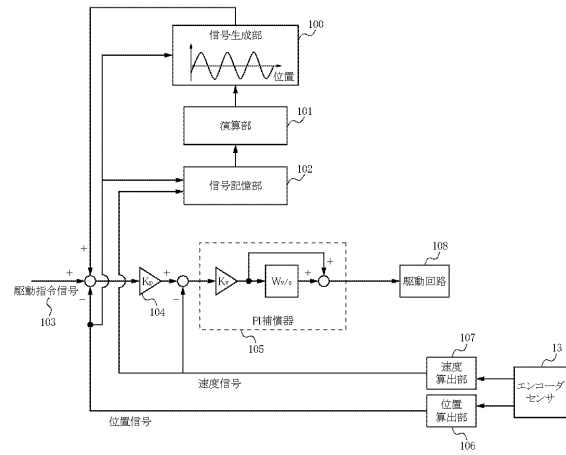 信号生成部
100
位置
演算部
101
信号記憶部
102
+
+
駆動指令信号
103
−
Kp
104
+
−
Kv
Wv/s
+
+
PI補償器
105
駆動回路
108
速度信号
位置信号
速度
算出部
107
位置
算出部
106
エンコーダ
センサ
13